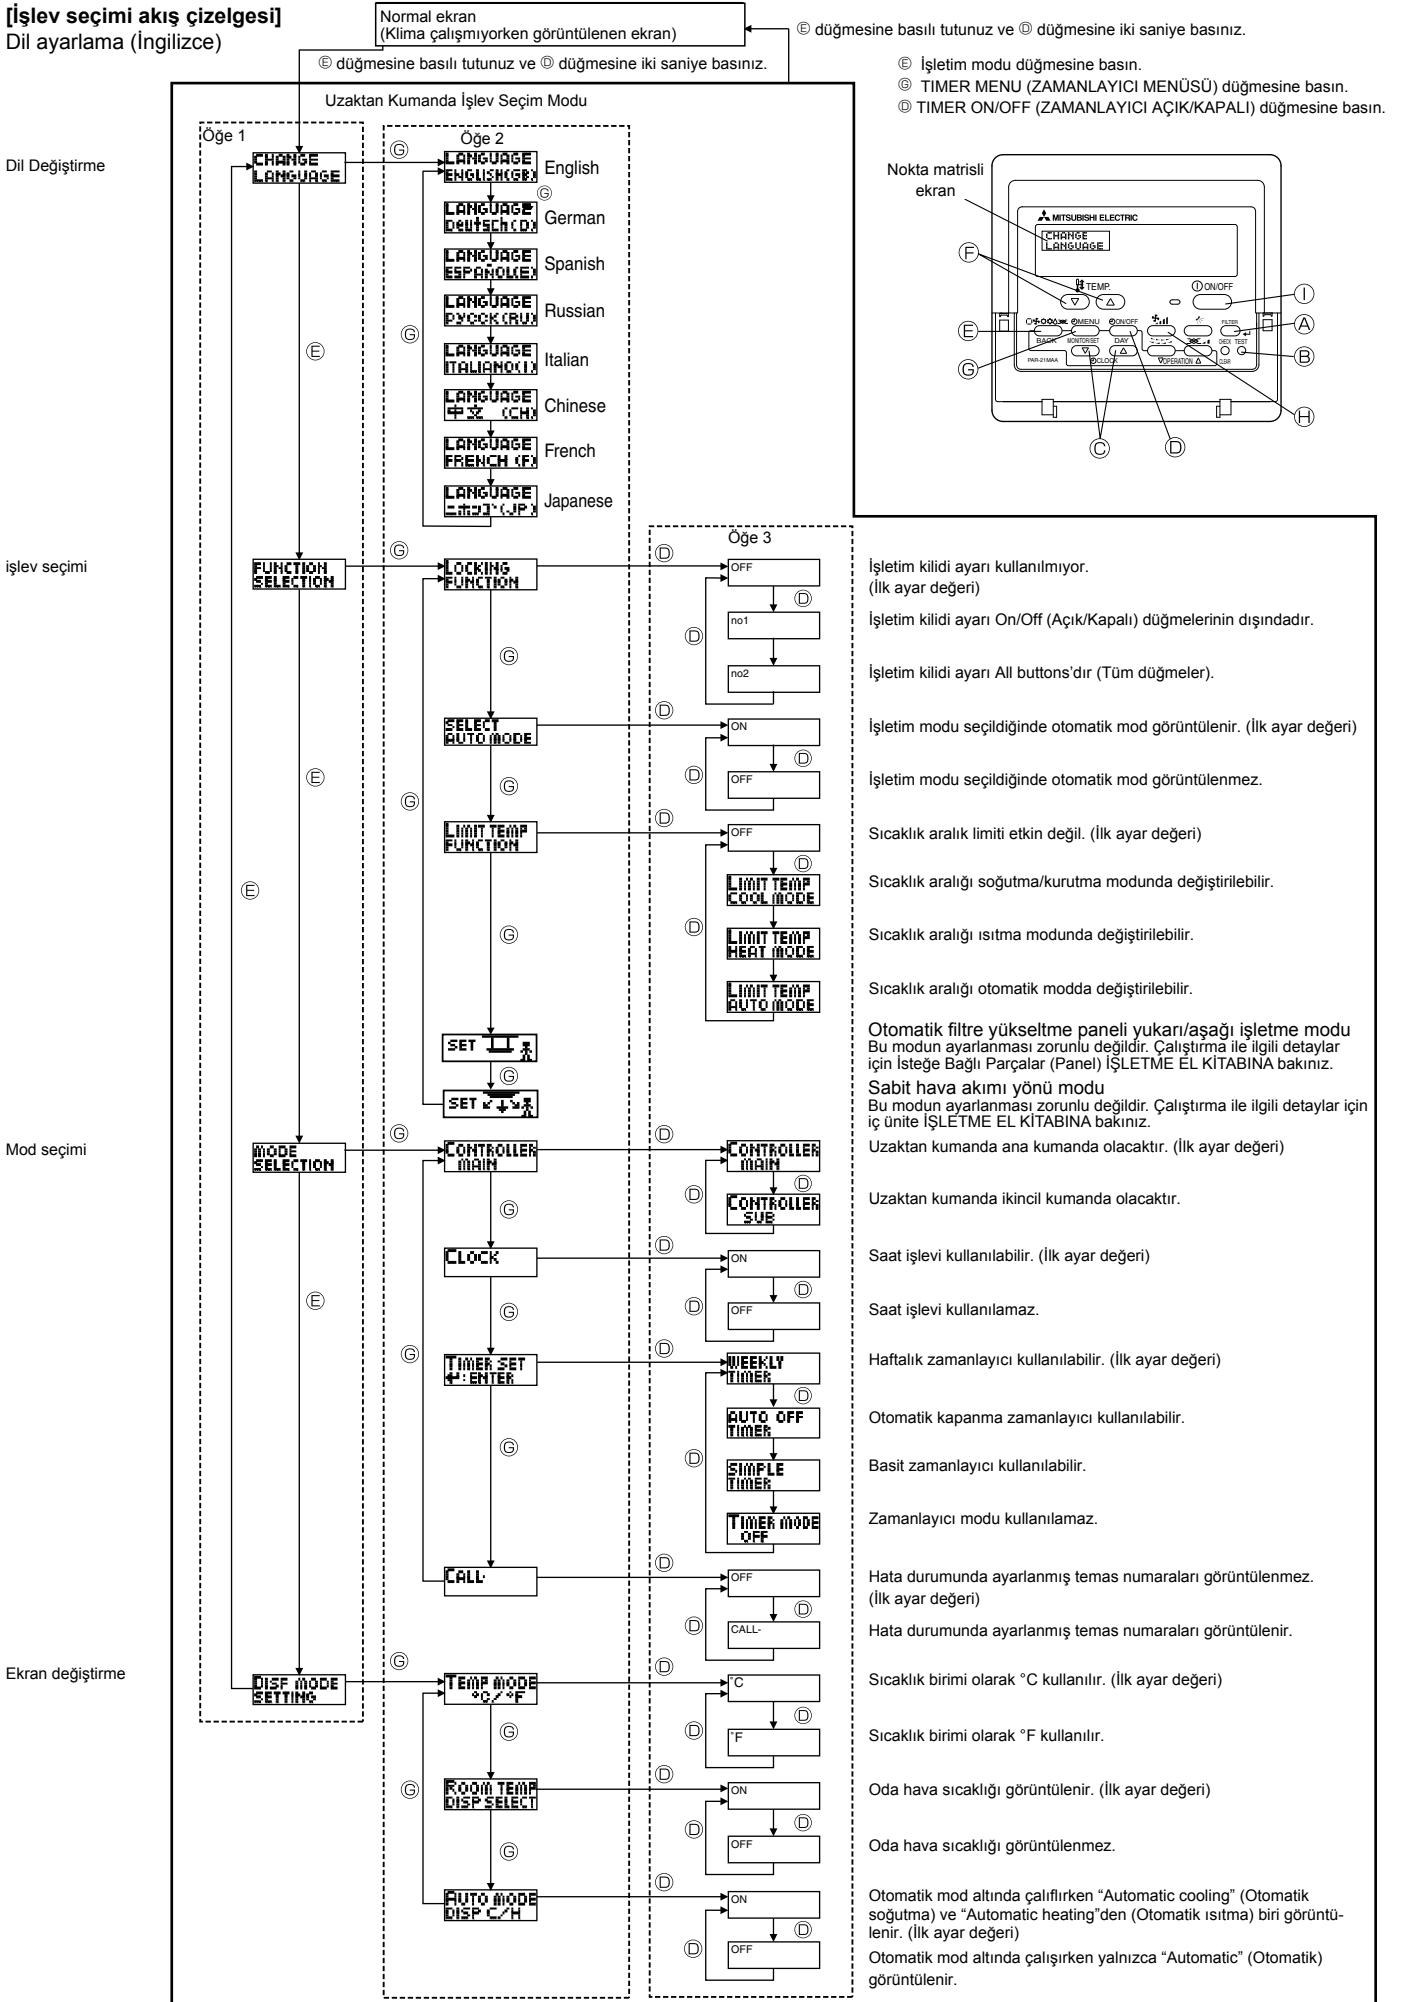 [İşlev seçimi akış çizelgesi]
Dil ayarlama (İngilizce)
Normal ekran
(Klima çalışmıyorken görüntülenen ekran)
Ⓔ düğmesine basılı tutunuz ve Ⓓ düğmesine iki saniye basınız.
Ⓔ düğmesine basılı tutunuz ve Ⓓ düğmesine iki saniye basınız.
Ⓔ İşletim modu düğmesine basın.
Ⓖ TIMER MENU (ZAMANLAYICI MENÜSÜ) düğmesine basın.
Ⓓ TIMER ON/OFF (ZAMANLAYICI AÇIK/KAPALI) düğmesine basın.
Uzaktan Kumanda İşlev Seçim Modu
Öğe 1
Öğe 2
Dil Değiştirme
CHANGE
LANGUAGE
Ⓖ
LANGUAGE
ENGLISH(GB)
English
Ⓖ
LANGUAGE
Deutsch(D)
German
LANGUAGE
ESPAÑOL(E)
Spanish
LANGUAGE
РУССК(RU)
Russian
Ⓖ
Ⓔ
LANGUAGE
ITALIANO(I)
Italian
LANGUAGE
中文 (CH)
Chinese
LANGUAGE
FRENCH (F)
French
LANGUAGE
ニホンゴ(JP)
Japanese
Nokta matrisli
ekran
MITSUBISHI ELECTRIC
CHANGE
LANGUAGE
Ⓕ
TEMP.
ON/OFF
Ⓘ
Ⓔ
MENU
ON/OFF
FILTER
Ⓐ
BACK
MONITOR/SET
DAY
CHECK TEST
Ⓑ
PAR-21MAA
CLOCK
OPERATION
CLEAR
Ⓖ
Ⓗ
Ⓒ
Ⓓ
Öğe 3
işlev seçimi
FUNCTION
SELECTION
Ⓖ
LOCKING
FUNCTION
Ⓓ
OFF
İşletim kilidi ayarı kullanılmıyor.
(İlk ayar değeri)
Ⓓ
no1
İşletim kilidi ayarı On/Off (Açık/Kapalı) düğmelerinin dışındadır.
Ⓓ
Ⓖ
no2
İşletim kilidi ayarı All buttons’dır (Tüm düğmeler).
SELECT
AUTO MODE
Ⓓ
ON
İşletim modu seçildiğinde otomatik mod görüntülenir. (İlk ayar değeri)
Ⓓ
Ⓔ
Ⓖ
Ⓓ
OFF
İşletim modu seçildiğinde otomatik mod görüntülenmez.
Ⓖ
LIMIT TEMP
FUNCTION
Ⓓ
OFF
Sıcaklık aralık limiti etkin değil. (İlk ayar değeri)
Ⓓ
Ⓔ
LIMIT TEMP
COOL MODE
Sıcaklık aralığı soğutma/kurutma modunda değiştirilebilir.
Ⓓ
Ⓖ
LIMIT TEMP
HEAT MODE
Sıcaklık aralığı ısıtma modunda değiştirilebilir.
LIMIT TEMP
AUTO MODE
Sıcaklık aralığı otomatik modda değiştirilebilir.
SET
Otomatik filtre yükseltme paneli yukarı/aşağı işletme modu
Bu modun ayarlanması zorunlu değildir. Çalıştırma ile ilgili detaylar
için İsteğe Bağlı Parçalar (Panel) İŞLETME EL KİTABINA bakınız.
Ⓖ
SET
Sabit hava akımı yönü modu
Bu modun ayarlanması zorunlu değildir. Çalıştırma ile ilgili detaylar için
iç ünite İŞLETME EL KİTABINA bakınız.
Mod seçimi
MODE
SELECTION
Ⓖ
CONTROLLER
MAIN
Ⓓ
CONTROLLER
MAIN
Uzaktan kumanda ana kumanda olacaktır. (İlk ayar değeri)
Ⓓ
Ⓓ
Ⓖ
CONTROLLER
SUB
Uzaktan kumanda ikincil kumanda olacaktır.
CLOCK
Ⓓ
ON
Saat işlevi kullanılabilir. (İlk ayar değeri)
Ⓓ
Ⓔ
Ⓖ
Ⓓ
OFF
Saat işlevi kullanılamaz.
Ⓖ
TIMER SET
↵:ENTER
Ⓓ
WEEKLY
TIMER
Haftalık zamanlayıcı kullanılabilir. (İlk ayar değeri)
Ⓓ
AUTO OFF
TIMER
Otomatik kapanma zamanlayıcı kullanılabilir.
Ⓖ
Ⓓ
SIMPLE
TIMER
Basit zamanlayıcı kullanılabilir.
TIMER MODE
OFF
Zamanlayıcı modu kullanılamaz.
CALL-
Ⓓ
OFF
Hata durumunda ayarlanmış temas numaraları görüntülenmez.
(İlk ayar değeri)
Ⓓ
Ⓓ
CALL-
Hata durumunda ayarlanmış temas numaraları görüntülenir.
Ekran değiştirme
DISP MODE
SETTING
Ⓖ
TEMP MODE
°C/°F
Ⓓ
°C
Sıcaklık birimi olarak °C kullanılır. (İlk ayar değeri)
Ⓓ
Ⓓ
Ⓖ
°F
Sıcaklık birimi olarak °F kullanılır.
Ⓖ
ROOM TEMP
DISP SELECT
Ⓓ
ON
Oda hava sıcaklığı görüntülenir. (İlk ayar değeri)
Ⓓ
Ⓓ
Ⓖ
OFF
Oda hava sıcaklığı görüntülenmez.
AUTO MODE
DISP C/H
Ⓓ
ON
Otomatik mod altında çalıflırken “Automatic cooling” (Otomatik
soğutma) ve “Automatic heating”den (Otomatik ısıtma) biri görüntü-
lenir. (İlk ayar değeri)
Ⓓ
Ⓓ
OFF
Otomatik mod altında çalışırken yalnızca “Automatic” (Otomatik)
görüntülenir.